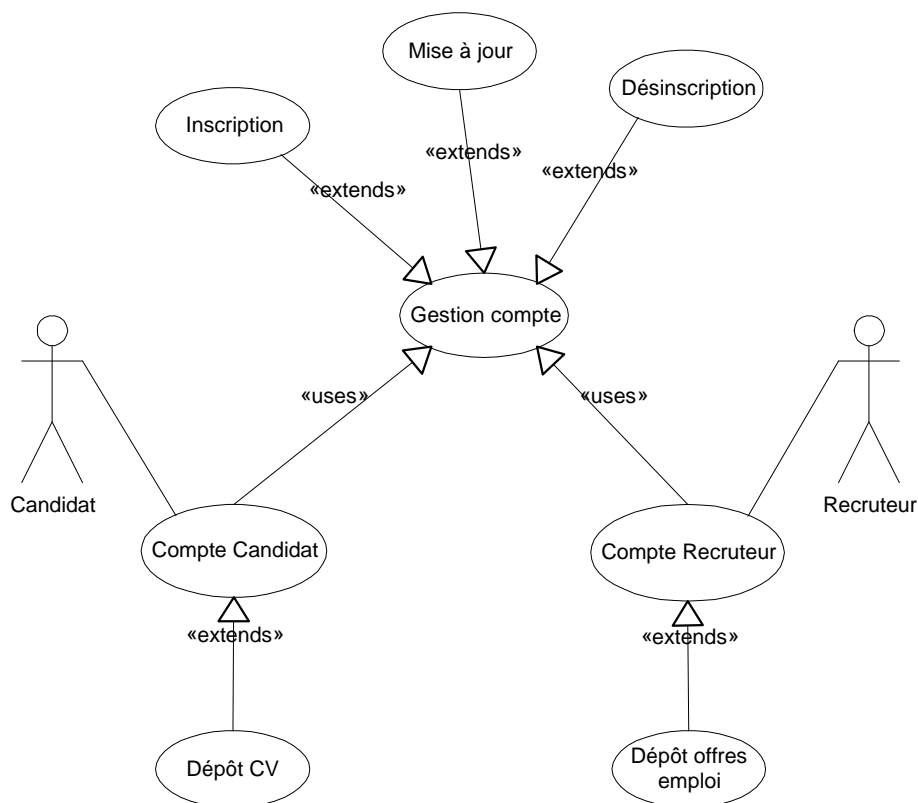 Mise à jour
Désinscription
Inscription
«extends»
«extends»
«extends»
Gestion compte
«uses»
«uses»
Candidat
Recruteur
Compte Candidat
Compte Recruteur
«extends»
«extends»
Dépôt CV
Dépôt offres
emploi